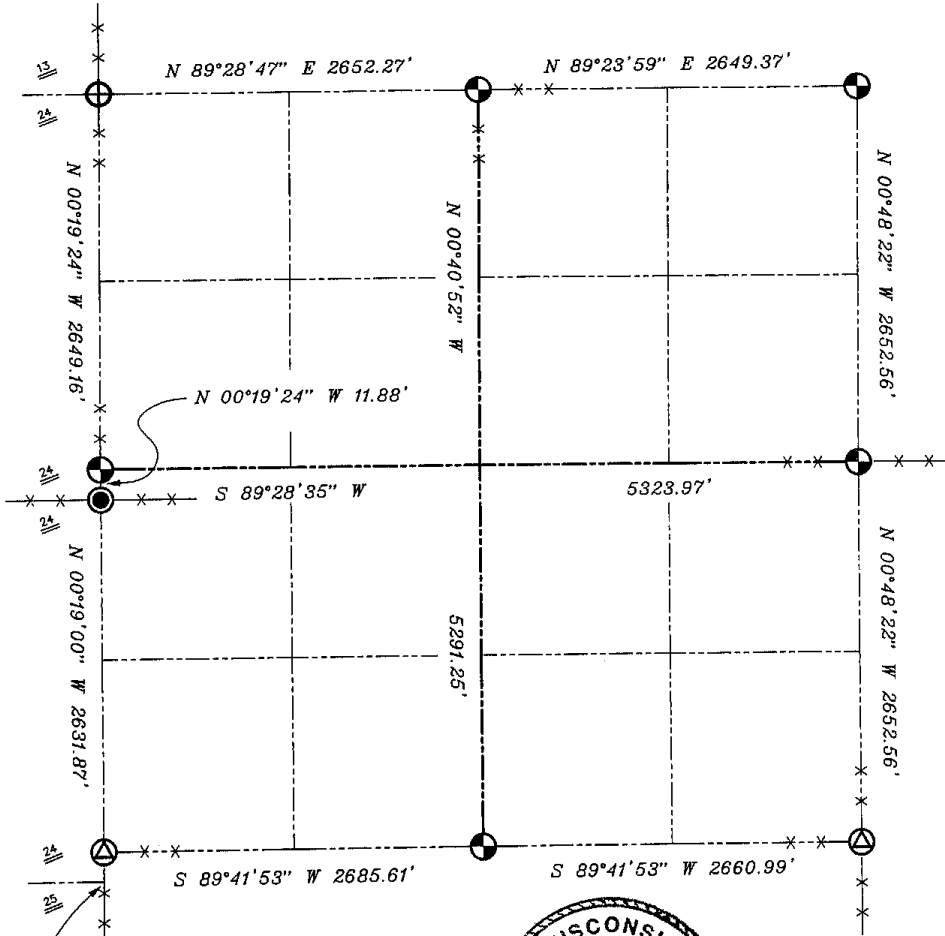 N 89°28'47" E 2652.27'
N 89°23'59" E 2649.37'
13
24
N 00°19'24" W 2649.16'
N 00°40'52" W
N 00°48'22" W 2652.56'
N 00°19'24" W 11.88'
24
24
S 89°28'35" W
5323.97'
N 00°19'00" W 2631.87'
5291.25'
N 00°48'22" W 2652.56'
24
25
S 89°41'53" W 2685.61'
S 89°41'53" W 2660.99'
SCONS